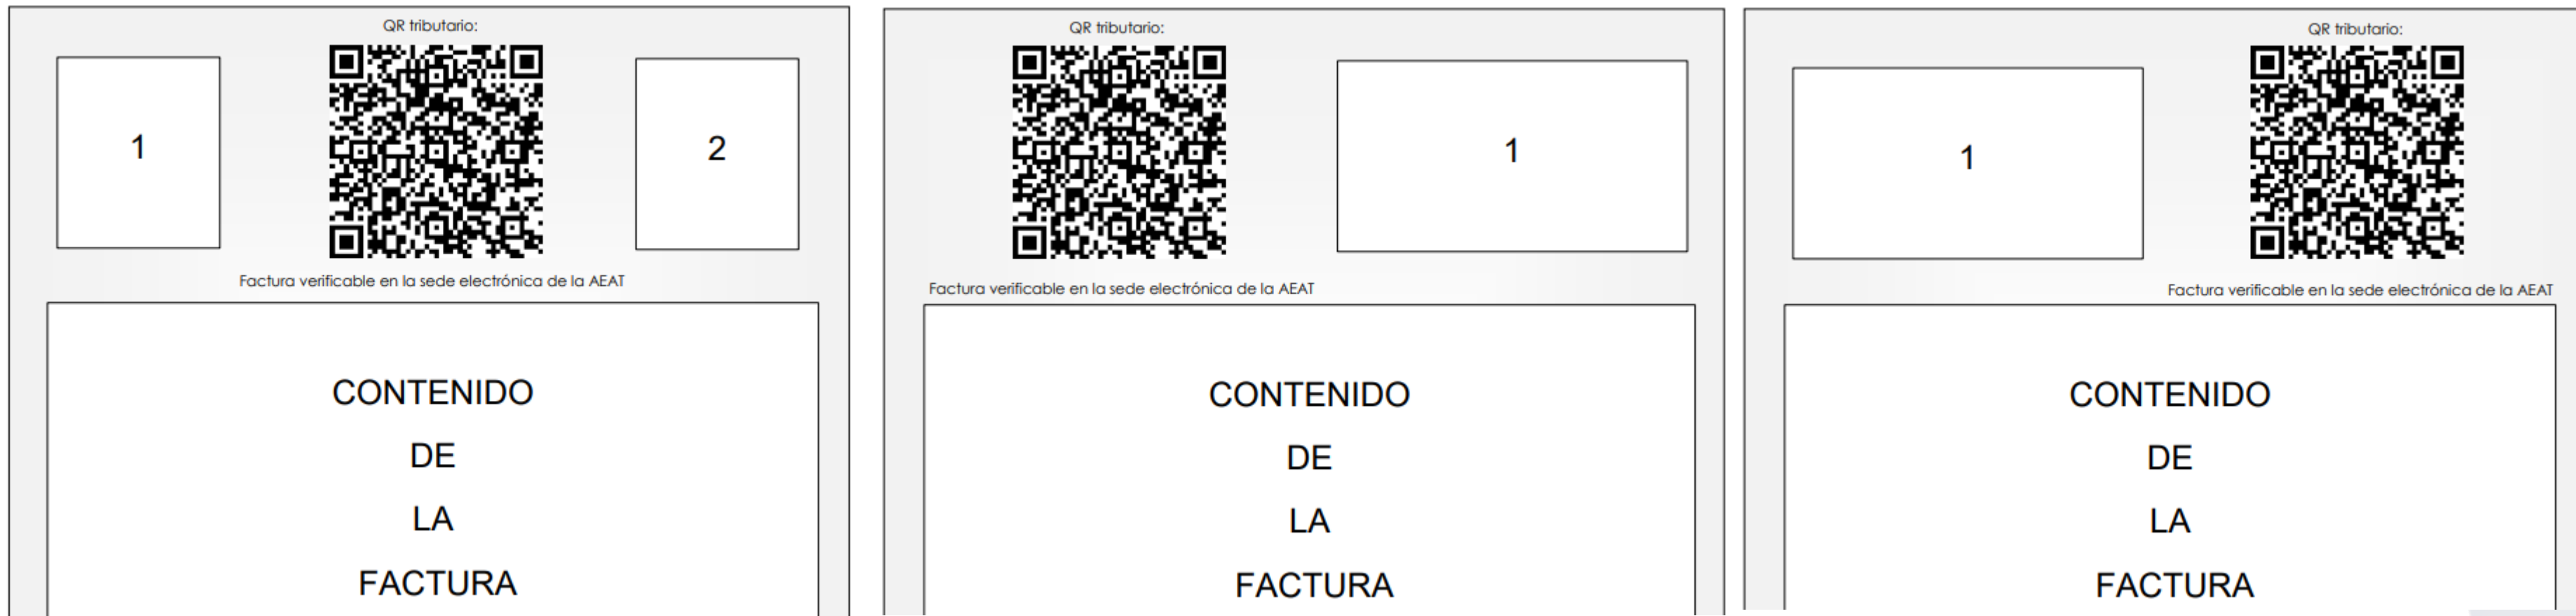 QR tributario:
1
2
Factura verificable en la sede electrónica de la AEAT
CONTENIDO
DE
LA
FACTURA
QR tributario:
1
Factura verificable en la sede electrónica de la AEAT
CONTENIDO
DE
LA
FACTURA
QR tributario:
1
Factura verificable en la sede electrónica de la AEAT
CONTENIDO
DE
LA
FACTURA